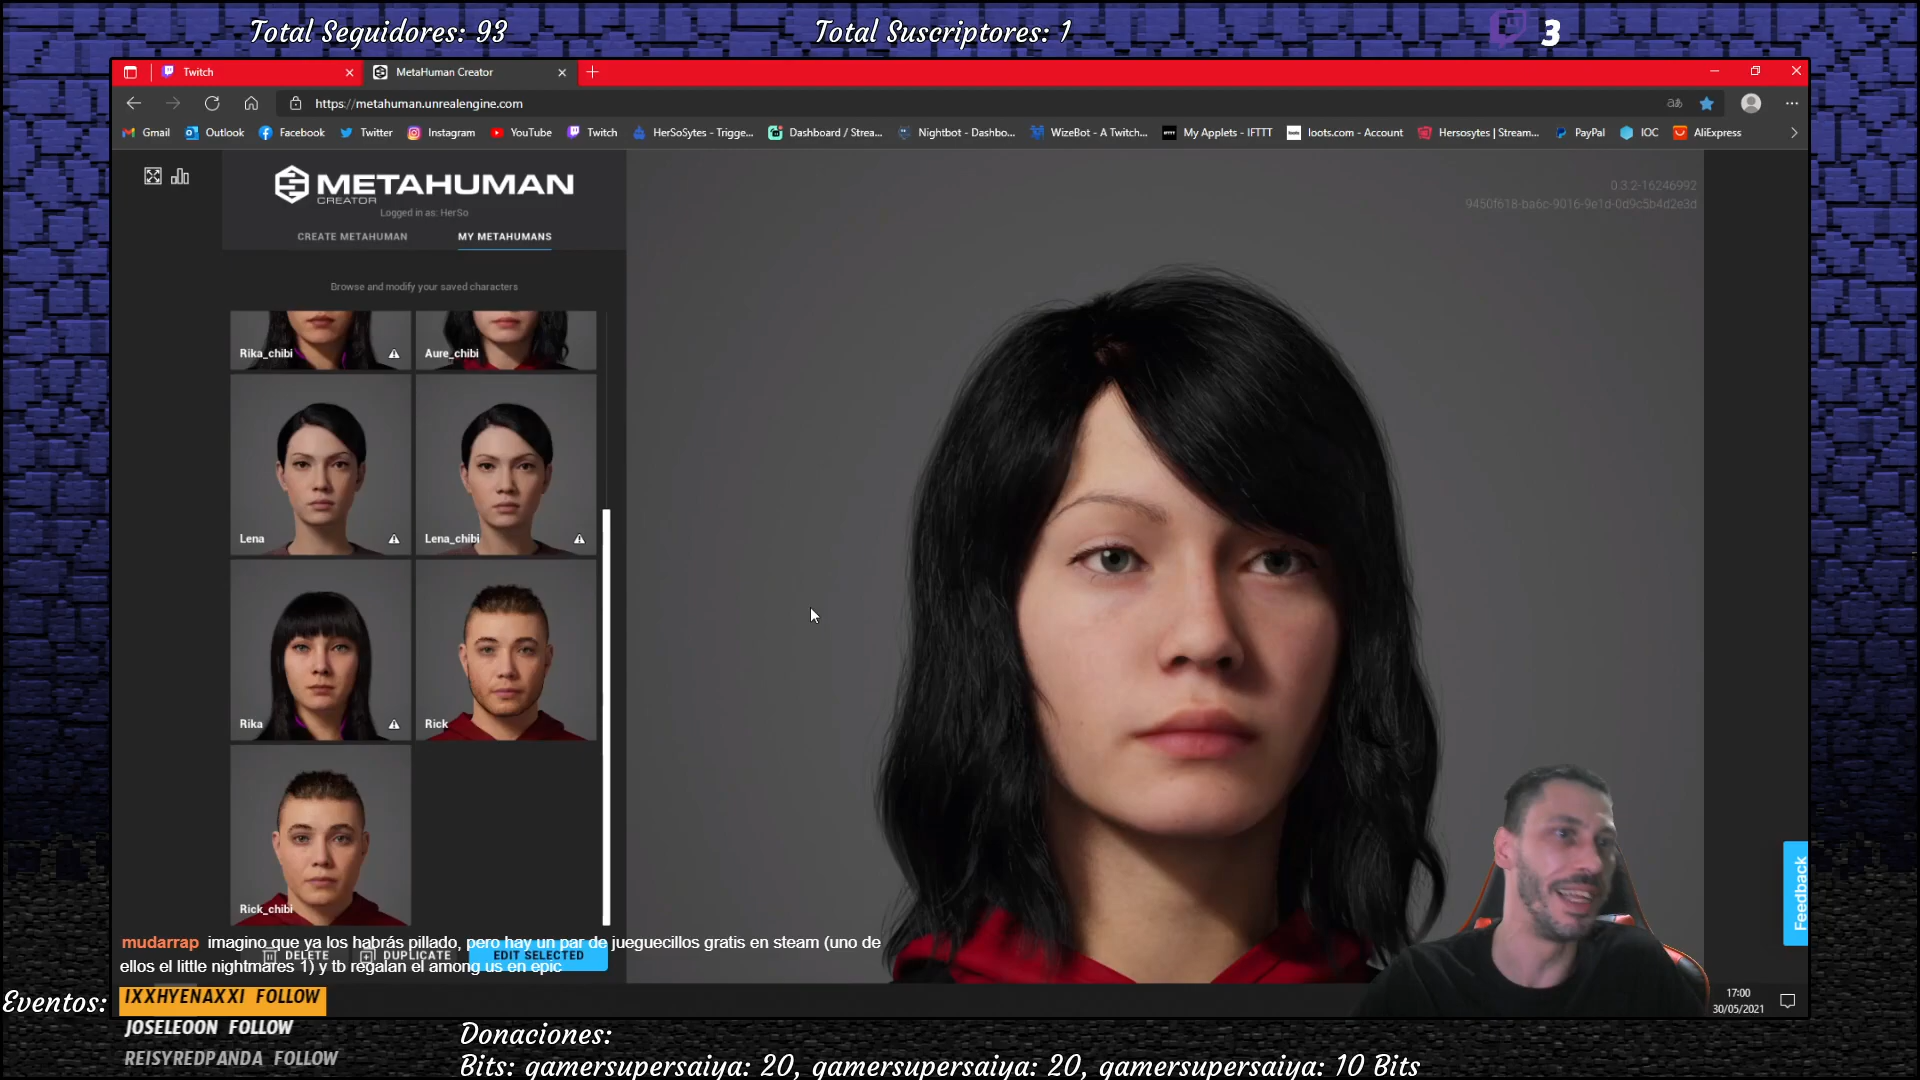 Total Seguidores: 93
Total Suscriptores: 1
3
Twitch
MetaHuman Creator
https://metahuman.unrealengine.com
Gmail
Outlook
Facebook
Twitter
Instagram
YouTube
Twitch
HerSoSytes - Trigge...
Dashboard / Strea...
Nightbot - Dashbo...
WizeBot - A Twitch...
My Applets - IFTTT
loots.com - Account
Hersosytes | Stream...
PayPal
IOC
AliExpress
METAHUMAN
CREATOR
Logged in as: HerSo
CREATE METAHUMAN
MY METAHUMANS
0.3.2-16246992
9450f618-ba6c-9016-9e1d-0d9c5b4d2e3d
Browse and modify your saved characters
Rika_chibi
Aure_chibi
Lena
Lena_chibi
Rika
Rick
Rick_chibi
Feedback
mudarrap imagino que ya los habrás pillado, pero hay un par de jueguecillos gratis en steam (uno de
ellos el little nightmares 1) y tb regalan el among us en epic
DELETE
DUPLICATE
EDIT SELECTED
17:00
30/05/2021
Eventos:
IXXHYENAXXI FOLLOW
JOSELEOON FOLLOW
REISYREDPANDA FOLLOW
Donaciones:
Bits: gamersupersaiya: 20, gamersupersaiya: 20, gamersupersaiya: 10 Bits